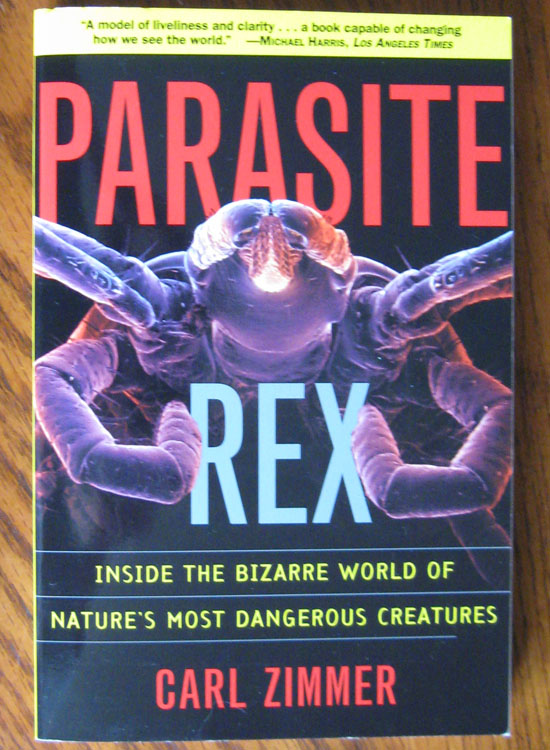 "A model of liveliness and clarity . . . a book capable of changing
how we see the world." —MICHAEL HARRIS, LOS ANGELES TIMES
PARASITE
REX
INSIDE THE BIZARRE WORLD OF
NATURE'S MOST DANGEROUS CREATURES
CARL ZIMMER